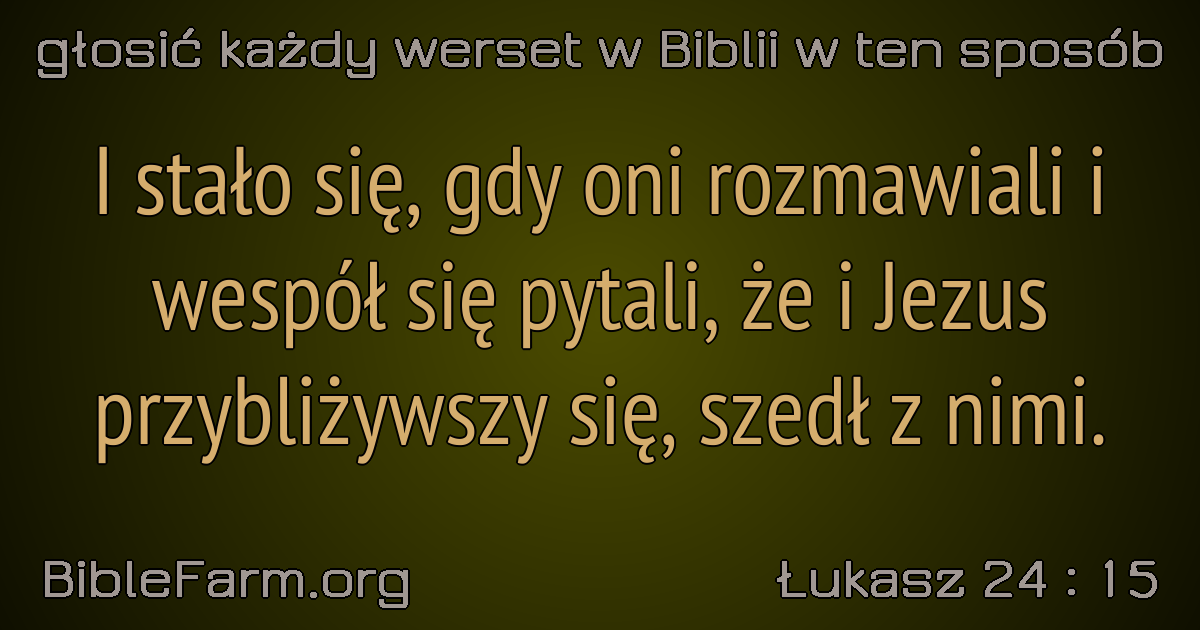 głosić każdy werset w Biblii w ten sposób
I stało się, gdy oni rozmawiali i
wespół się pytali, że i Jezus
przybliżywszy się, szedł z nimi.
BibleFarm.org
Łukasz 24 : 15